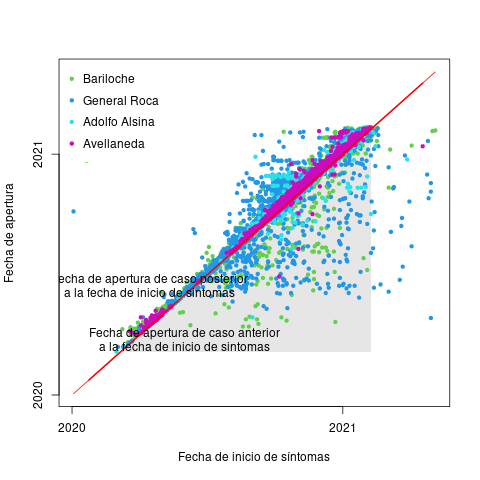 Bariloche
General Roca
Adolfo Alsina
Avellaneda
2021
Fecha de apertura
echa de apertura de caso posterior
a la fecha de inicio de síntomas
Fecha de apertura de caso anterior
a la fecha de inicio de sintomas
2020
2020
2021
Fecha de inicio de síntomas